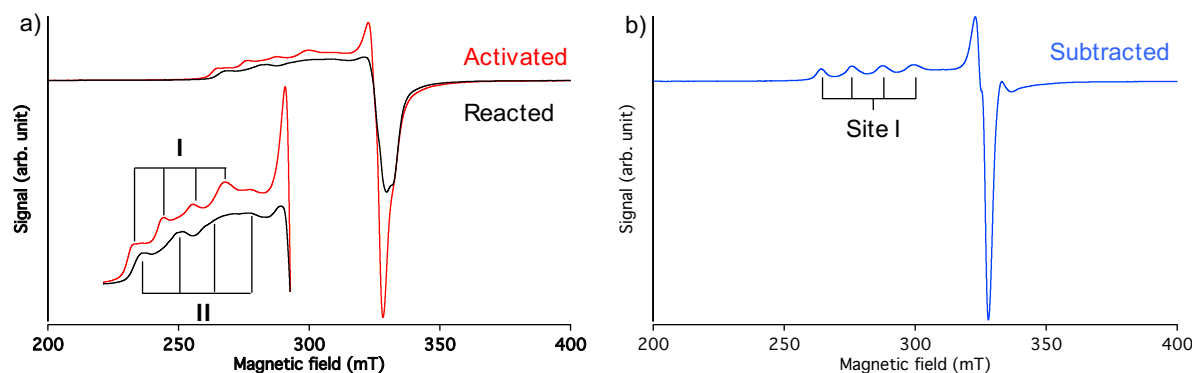 a)
Activated
Reacted
I
II
Signal (arb. unit)
200 250 300 350 400
Magnetic field (mT)
b)
Subtracted
Site I
Signal (arb. unit)
200 250 300 350 400
Magnetic field (mT)